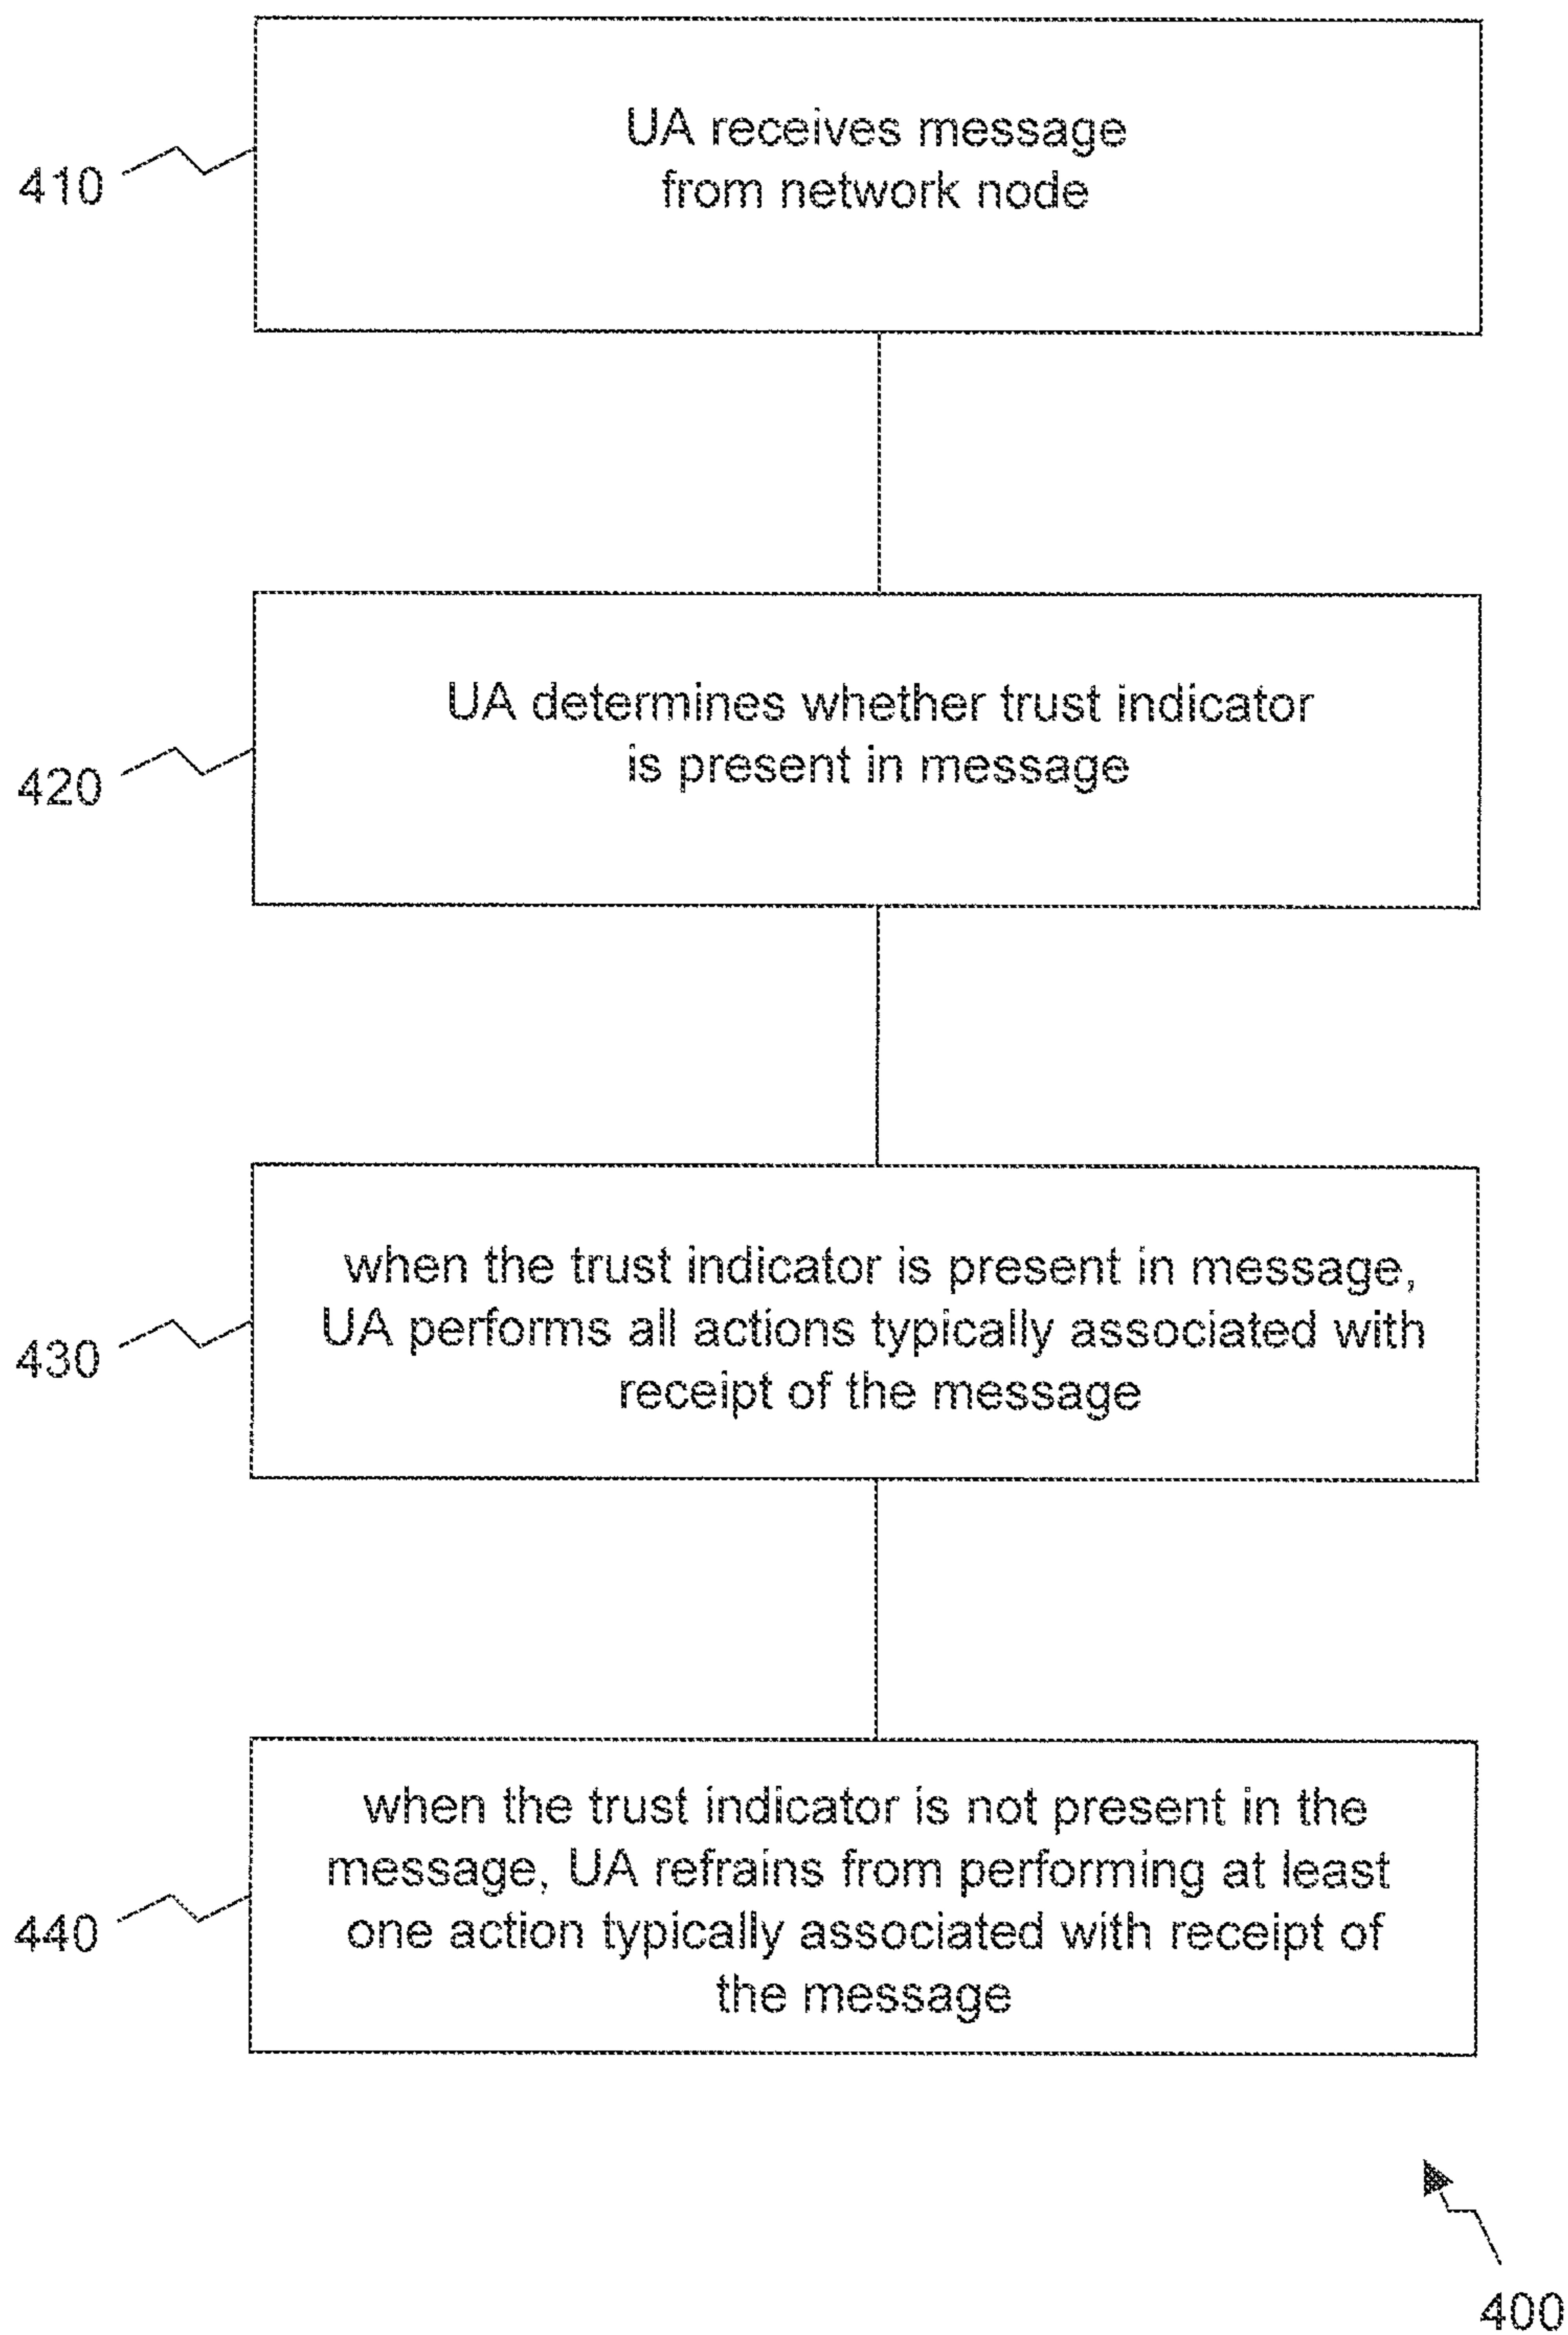 UA receives message
from network node
410
UA determines whether trust indicator
is present in message
420
when the trust indicator is present in message,
UA performs all actions typically associated with
receipt of the message
430
when the trust indicator is not present in the
message, UA refrains from performing at least
one action typically associated with receipt of
the message
440
400